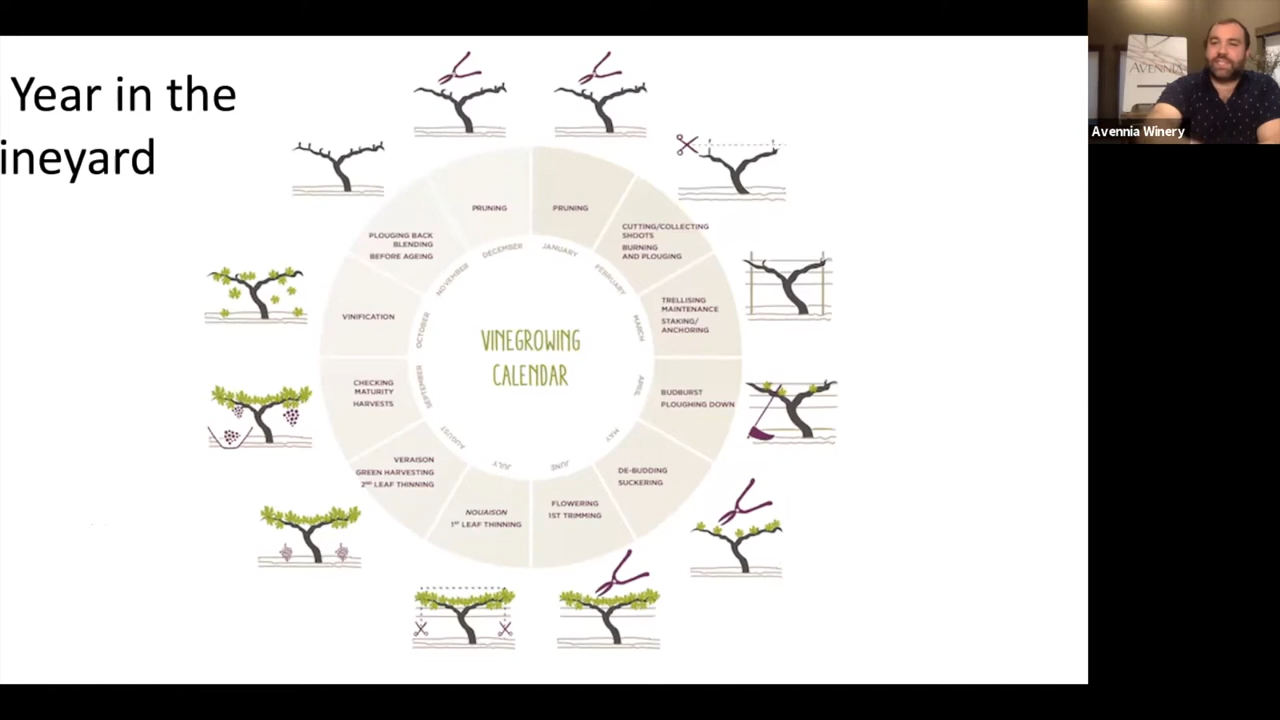 Year in the
ineyard
AVENNIA
Avennia Winery
PRUNING
PRUNING
CUTTING/COLLECTING
SHOOTS
BURNING
AND PLOUGING
TRELLISING
MAINTENANCE
STAKING/
ANCHORING
BUDBURST
PLOUGHING DOWN
DE-BUDDING
SUCKERING
FLOWERING
1ST TRIMMING
NOUAISON
1ST LEAF THINNING
VERAISON
GREEN HARVESTING
2ND LEAF THINNING
CHECKING
MATURITY
HARVESTS
VINIFICATION
PLOUGING BACK
BLENDING
BEFORE AGEING
JANUARY
FEBRUARY
MARCH
APRIL
MAY
JUNE
JULY
AUGUST
SEPTEMBER
OCTOBER
NOVEMBER
DECEMBER
VINEGROWING
CALENDAR